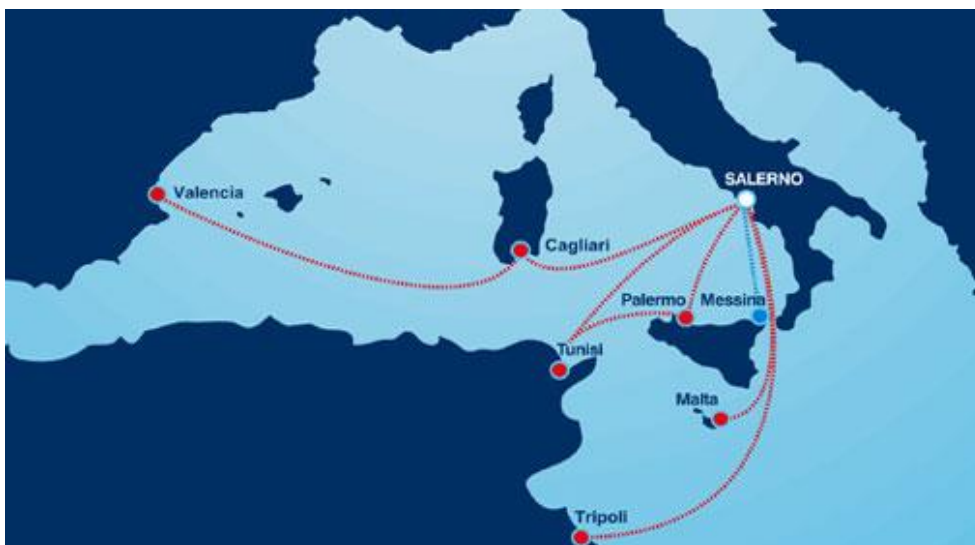 SALERNO
Valencia
Cagliari
Palermo
Messina
Tunisi
Malta
Tripoli